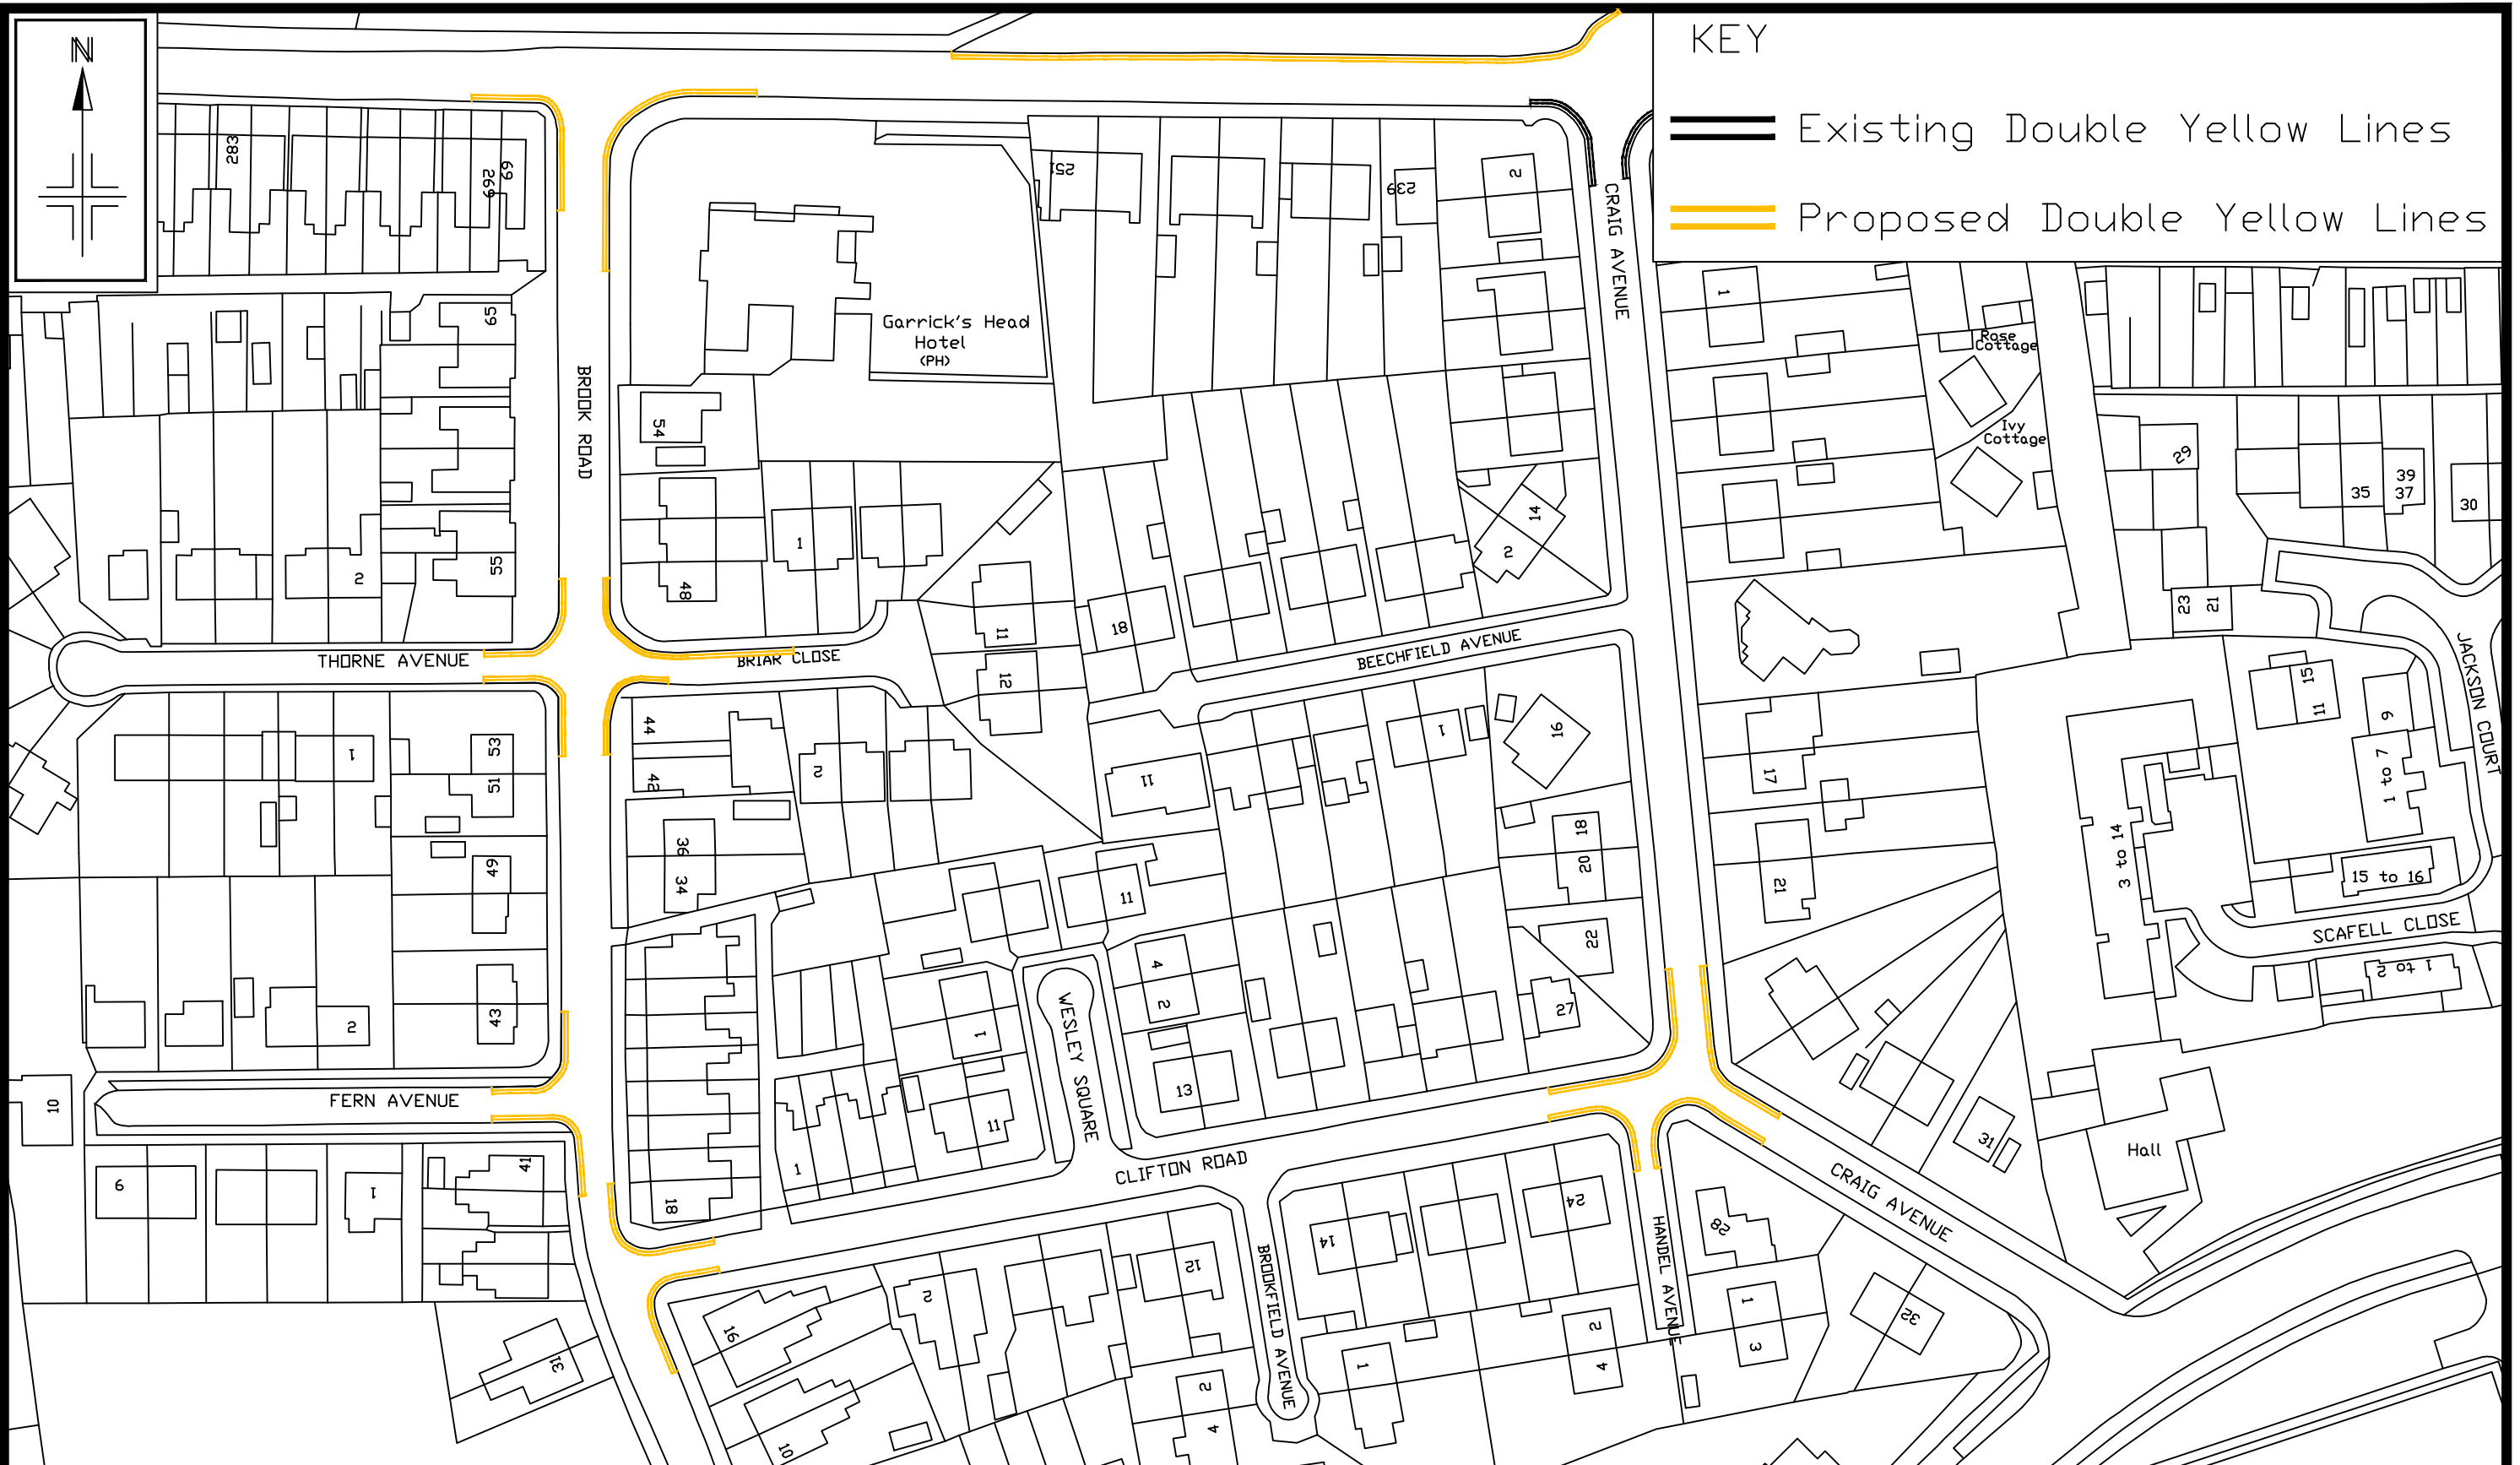 N
KEY
Existing Double Yellow Lines
Proposed Double Yellow Lines
283
269
69
251
239
2
CRAIG AVENUE
1
65
Garrick's Head
Hotel
(PH)
Rose
Cottage
BROOK ROAD
54
Ivy
Cottage
29
39
35
37
30
14
2
1
55
2
48
11
18
23
21
THORNE AVENUE
BRIAR CLOSE
BEECHFIELD AVENUE
JACKSON COURT
12
15
11
9
44
53
1
2
42
51
11
1
16
17
1 to 7
36
34
49
18
20
21
3 to 14
15 to 16
11
22
SCAFELL CLOSE
4
2
1 to 2
43
2
1
27
WESLEY SQUARE
13
10
FERN AVENUE
11
31
Hall
41
9
1
1
18
CLIFTON ROAD
CRAIG AVENUE
24
28
14
HANDEL AVENUE
BROOKFIELD AVENUE
12
2
16
1
3
32
2
4
31
1
2
4
10